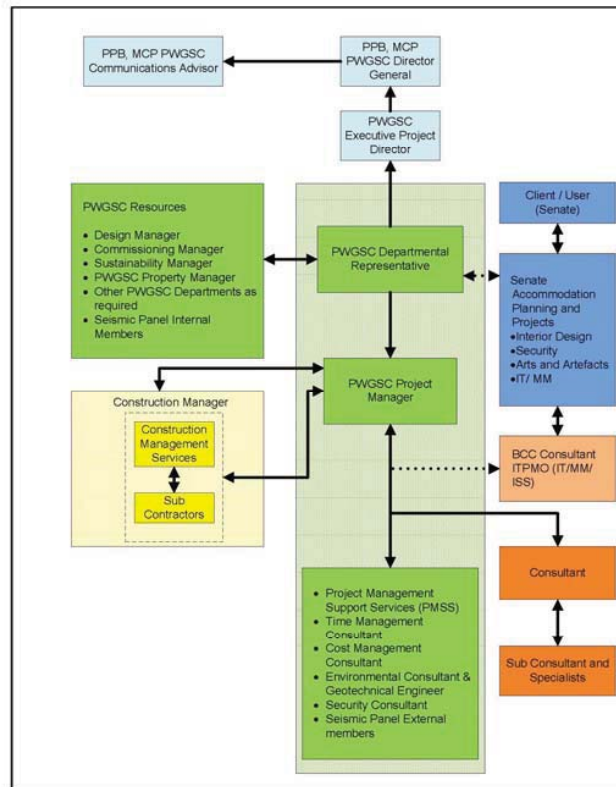 PPB, MCP PWGSC
Communications Advisor
PPB, MCP
PWGSC Director
General
PWGSC
Executive Project
Director
PWGSC Resources
• Design Manager
• Commissioning Manager
• Sustainability Manager
• PWGSC Property Manager
• Other PWGSC Departments as
required
• Seismic Panel Internal
Members
PWGSC Departmental
Representative
Client / User
(Senate)
Senate
Accommodation
Planning and
Projects
•Interior Design
•Security
•Arts and Artefacts
•IT/ MM
PWGSC Project
Manager
Construction Manager
Construction
Management
Services
Sub
Contractors
BCC Consultant
ITPMO (IT/MM/
ISS)
Consultant
Sub Consultant and
Specialists
• Project Management
Support Services (PMSS)
• Time Management
Consultant
• Cost Management
Consultant
• Environmental Consultant &
Geotechnical Engineer
• Security Consultant
• Seismic Panel External
members